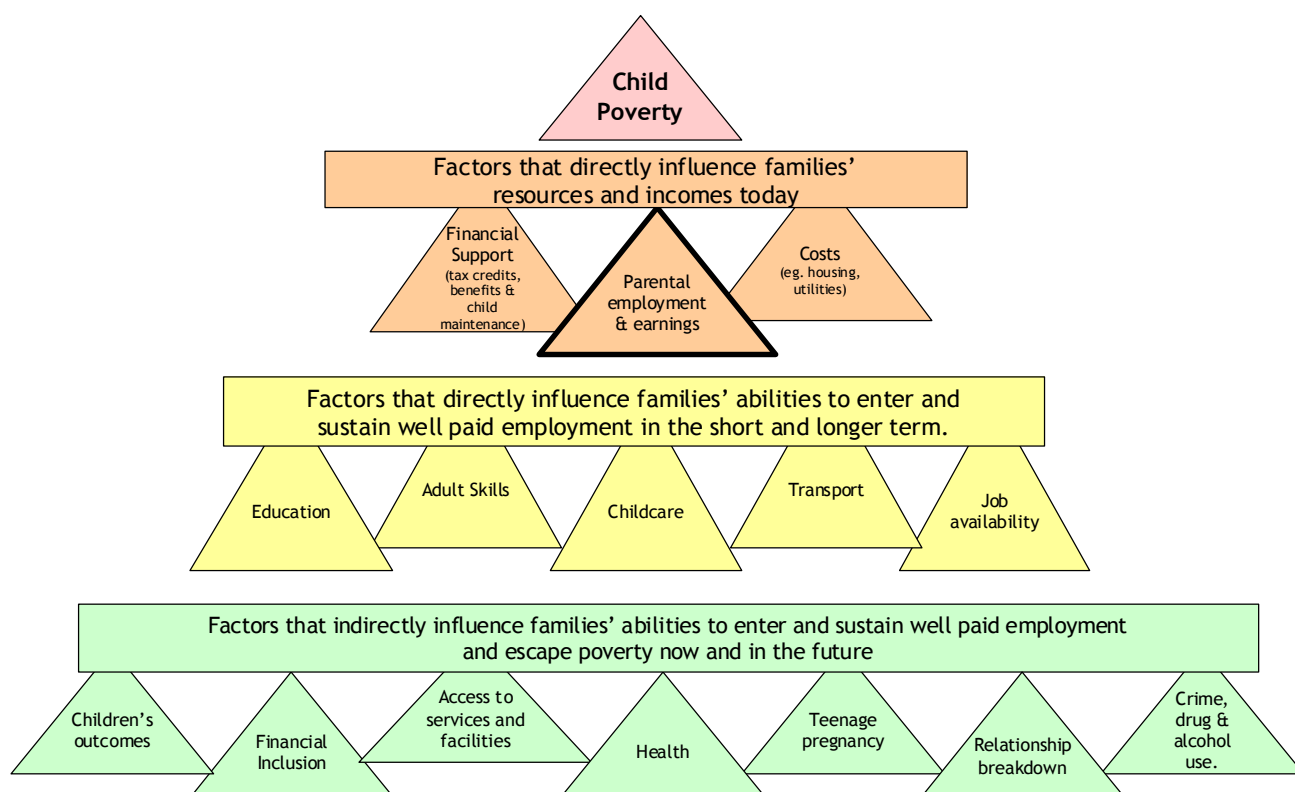 Child
Poverty
Factors that directly influence families’
resources and incomes today
Financial
Support
(tax credits,
benefits &
child
maintenance)
Parental
employment
& earnings
Costs
(eg. housing,
utilities)
Factors that directly influence families’ abilities to enter and
sustain well paid employment in the short and longer term.
Education
Adult Skills
Childcare
Transport
Job
availability
Factors that indirectly influence families’ abilities to enter and sustain well paid employment
and escape poverty now and in the future
Children’s
outcomes
Financial
Inclusion
Access to
services and
facilities
Health
Teenage
pregnancy
Relationship
breakdown
Crime,
drug &
alcohol
use.